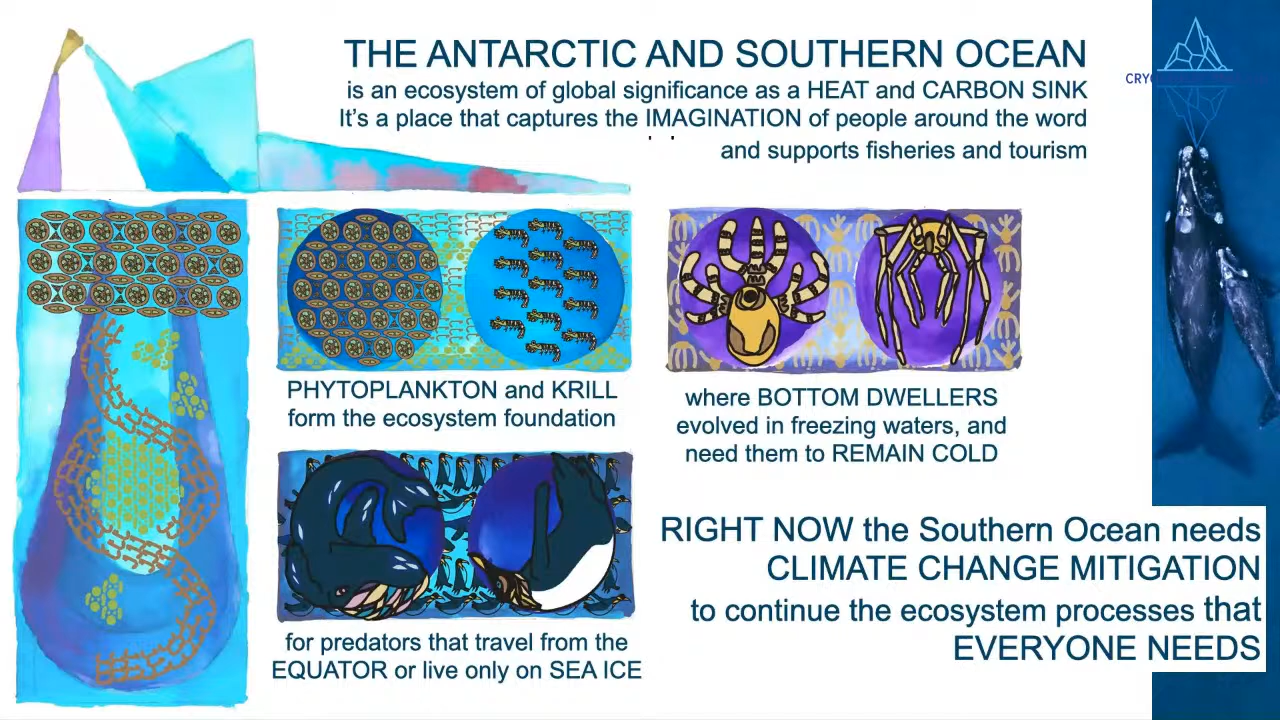 THE ANTARCTIC AND SOUTHERN OCEAN
is an ecosystem of global significance as a HEAT and CARBON SINK
It's a place that captures the IMAGINATION of people around the word
and supports fisheries and tourism
PHYTOPLANKTON and KRILL
form the ecosystem foundation
where BOTTOM DWELLERS
evolved in freezing waters, and
need them to REMAIN COLD
for predators that travel from the
EQUATOR or live only on SEA ICE
RIGHT NOW the Southern Ocean needs
CLIMATE CHANGE MITIGATION
to continue the ecosystem processes that
EVERYONE NEEDS